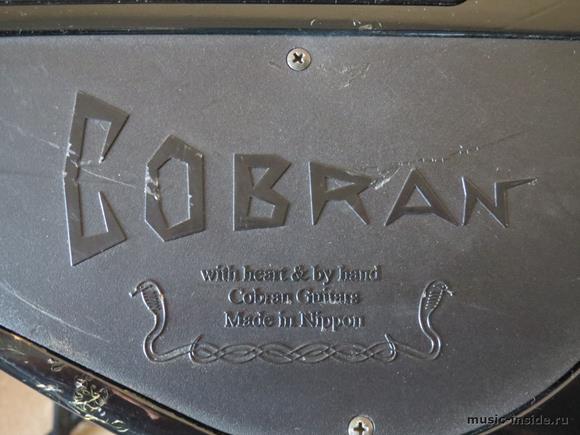 COBRAN
with heart & by hand
Cobran Guitars
Made in Nippon
music-inside.ru